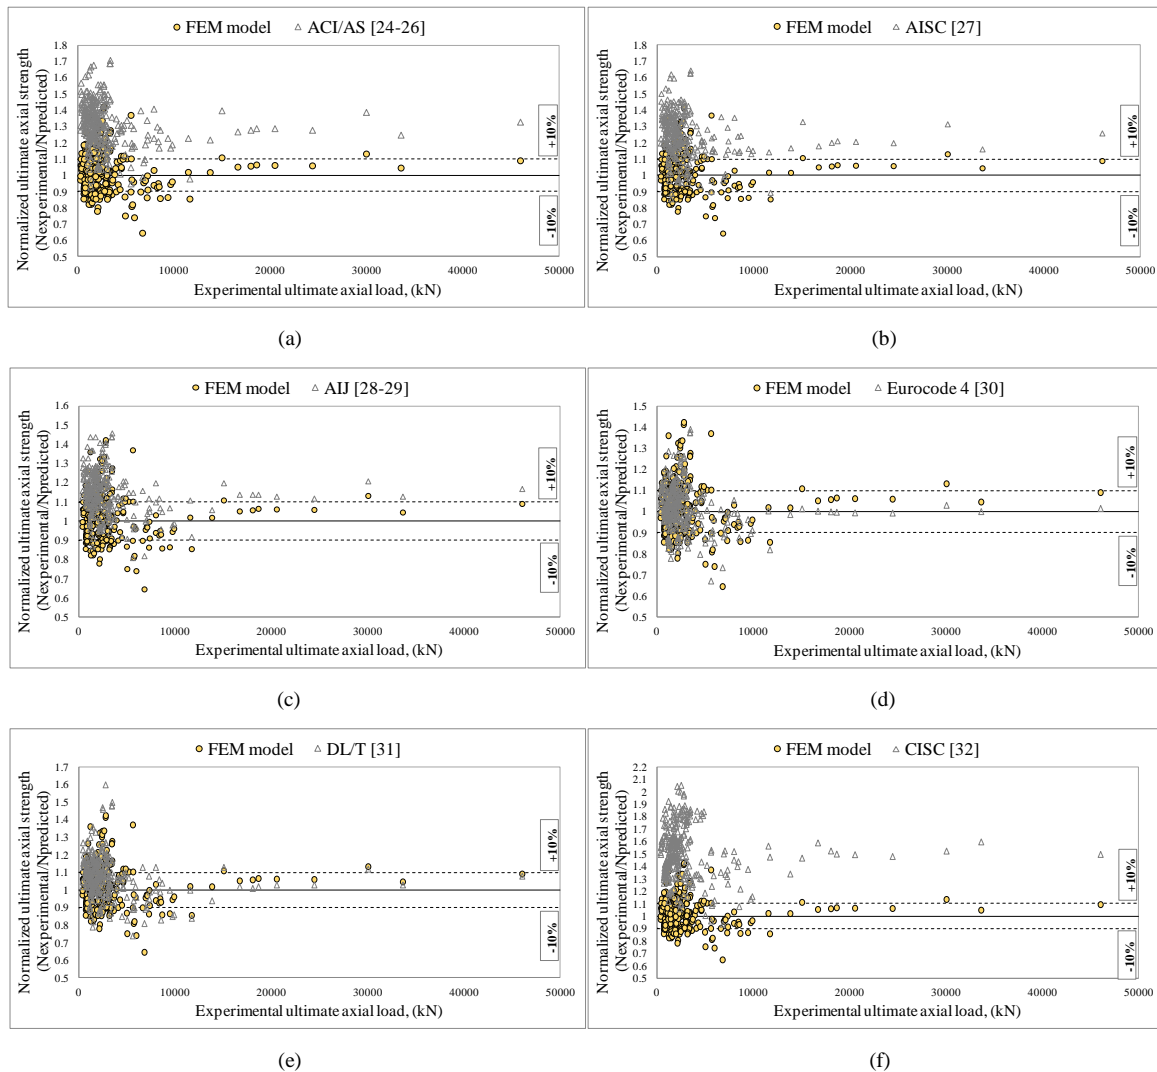 FEM model ACI/AS [24-26]
Normalized ultimate axial strength
(Nexperimental/Npredicted)
1.8
1.7
1.6
1.5
1.4
1.3
1.2
1.1
1
0.9
0.8
0.7
0.6
0.5
+10%
-10%
0 10000 20000 30000 40000 50000
Experimental ultimate axial load, (kN)
(a)
FEM model AISC [27]
Normalized ultimate axial strength
(Nexperimental/Npredicted)
1.8
1.7
1.6
1.5
1.4
1.3
1.2
1.1
1
0.9
0.8
0.7
0.6
0.5
+10%
-10%
0 10000 20000 30000 40000 50000
Experimental ultimate axial load, (kN)
(b)
FEM model AIJ [28-29]
Normalized ultimate axial strength
(Nexperimental/Npredicted)
1.6
1.5
1.4
1.3
1.2
1.1
1
0.9
0.8
0.7
0.6
0.5
+10%
-10%
0 10000 20000 30000 40000 50000
Experimental ultimate axial load, (kN)
(c)
FEM model Eurocode 4 [30]
Normalized ultimate axial strength
(Nexperimental/Npredicted)
1.5
1.4
1.3
1.2
1.1
1
0.9
0.8
0.7
0.6
0.5
+10%
-10%
0 10000 20000 30000 40000 50000
Experimental ultimate axial load, (kN)
(d)
FEM model DL/T [31]
Normalized ultimate axial strength
(Nexperimental/Npredicted)
1.7
1.6
1.5
1.4
1.3
1.2
1.1
1
0.9
0.8
0.7
0.6
0.5
+10%
-10%
0 10000 20000 30000 40000 50000
Experimental ultimate axial load, (kN)
(e)
FEM model CISC [32]
Normalized ultimate axial strength
(Nexperimental/Npredicted)
2.2
2.1
2
1.9
1.8
1.7
1.6
1.5
1.4
1.3
1.2
1.1
1
0.9
0.8
0.7
0.6
0.5
+10%
-10%
0 10000 20000 30000 40000 50000
Experimental ultimate axial load, (kN)
(f)